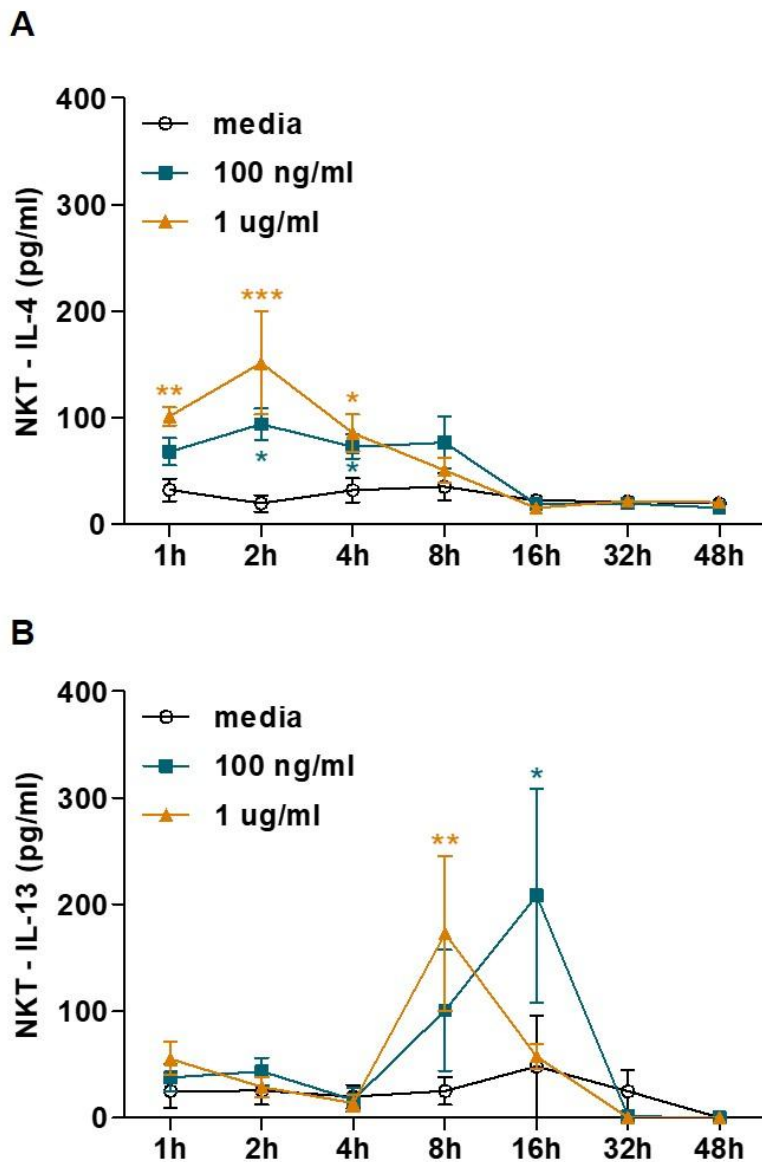 A
NKT - IL-4 (pg/ml)
400
300
200
100
0
media
100 ng/ml
1 ug/ml
**
***
*
*
*
1h 2h 4h 8h 16h 32h 48h
B
NKT - IL-13 (pg/ml)
400
300
200
100
0
media
100 ng/ml
1 ug/ml
**
*
1h 2h 4h 8h 16h 32h 48h